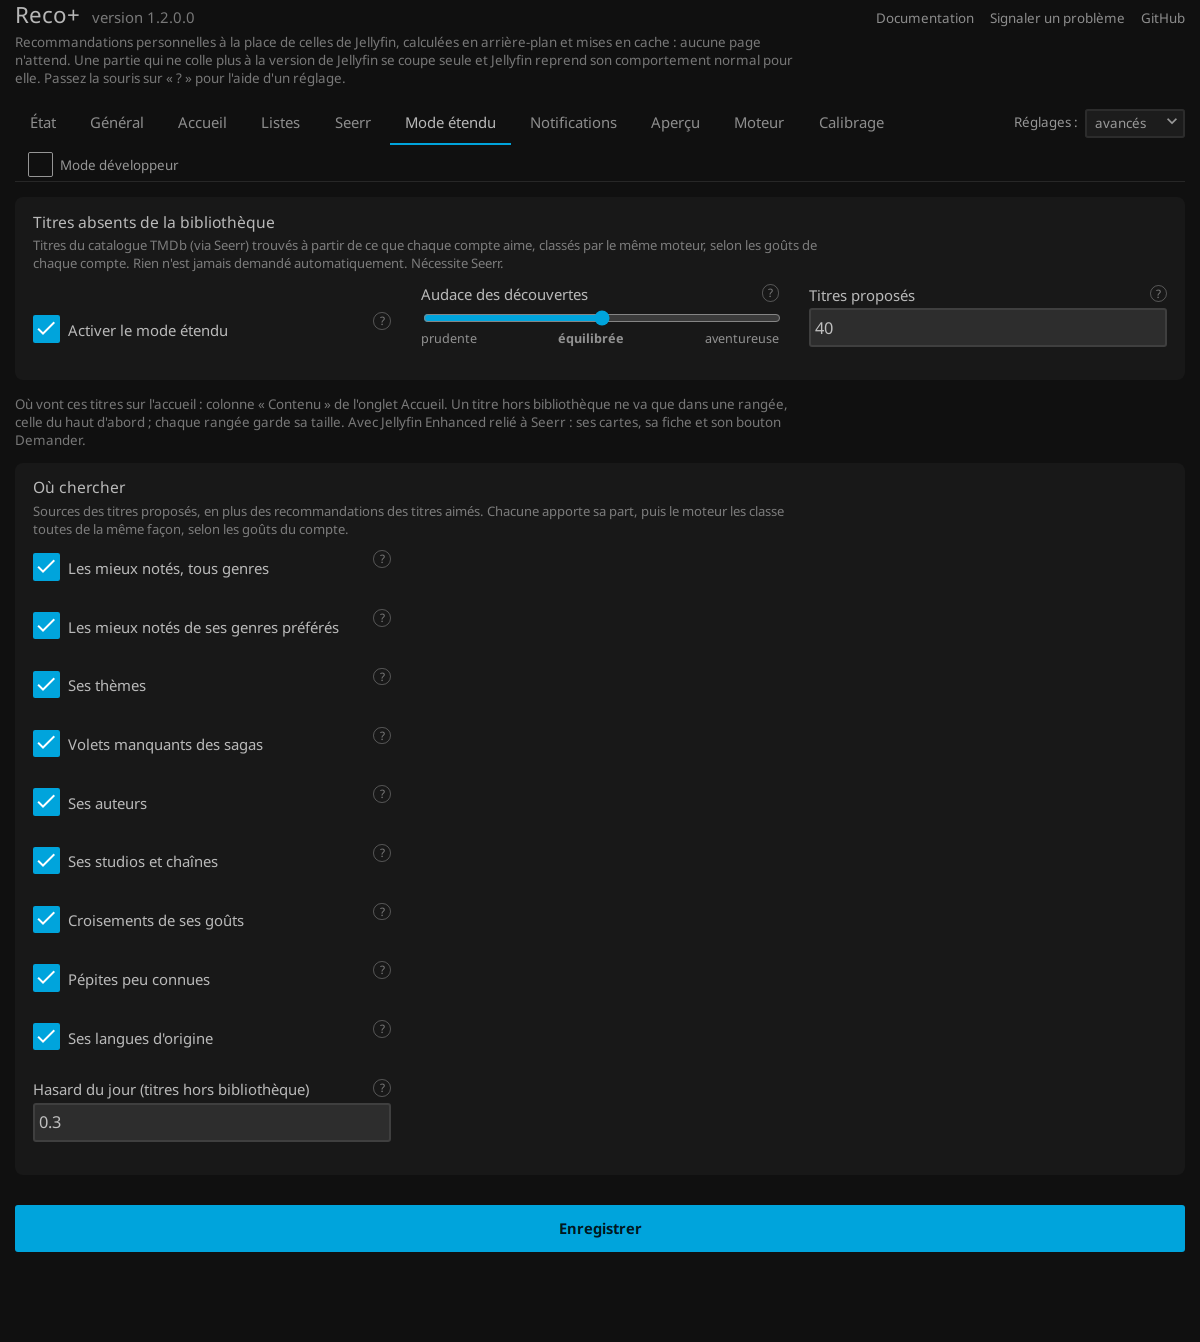 Reco+ version 1.2.0.0
Documentation Signaler un problème GitHub
Recommandations personnelles à la place de celles de Jellyfin, calculées en arrière-plan et mises en cache : aucune page
n'attend. Une partie qui ne colle plus à la version de Jellyfin se coupe seule et Jellyfin reprend son comportement normal pour
elle. Passez la souris sur « ? » pour l'aide d'un réglage.
État Général Accueil Listes Seerr Mode étendu Notifications Aperçu Moteur Calibrage Réglages : avancés
Mode développeur
Titres absents de la bibliothèque
Titres du catalogue TMDb (via Seerr) trouvés à partir de ce que chaque compte aime, classés par le même moteur, selon les goûts de
chaque compte. Rien n'est jamais demandé automatiquement. Nécessite Seerr.
Activer le mode étendu ?
Audace des découvertes ?
prudente équilibrée aventureuse
Titres proposés ?
40
Où vont ces titres sur l'accueil : colonne « Contenu » de l'onglet Accueil. Un titre hors bibliothèque ne va que dans une rangée,
celle du haut d'abord ; chaque rangée garde sa taille. Avec Jellyfin Enhanced relié à Seerr : ses cartes, sa fiche et son bouton
Demander.
Où chercher
Sources des titres proposés, en plus des recommandations des titres aimés. Chacune apporte sa part, puis le moteur les classe
toutes de la même façon, selon les goûts du compte.
Les mieux notés, tous genres ?
Les mieux notés de ses genres préférés ?
Ses thèmes ?
Volets manquants des sagas ?
Ses auteurs ?
Ses studios et chaînes ?
Croisements de ses goûts ?
Pépites peu connues ?
Ses langues d'origine ?
Hasard du jour (titres hors bibliothèque) ?
0.3
Enregistrer